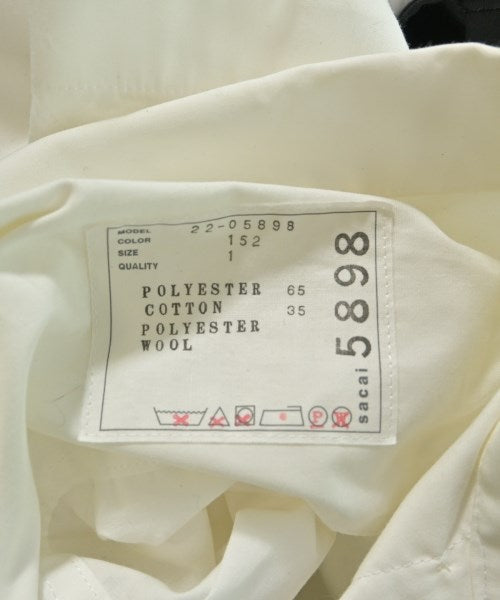 MODEL 22-05898
COLOR 152
SIZE 1
QUALITY
POLYESTER 65
COTTON 35
POLYESTER
WOOL
P
W
sacai 5898